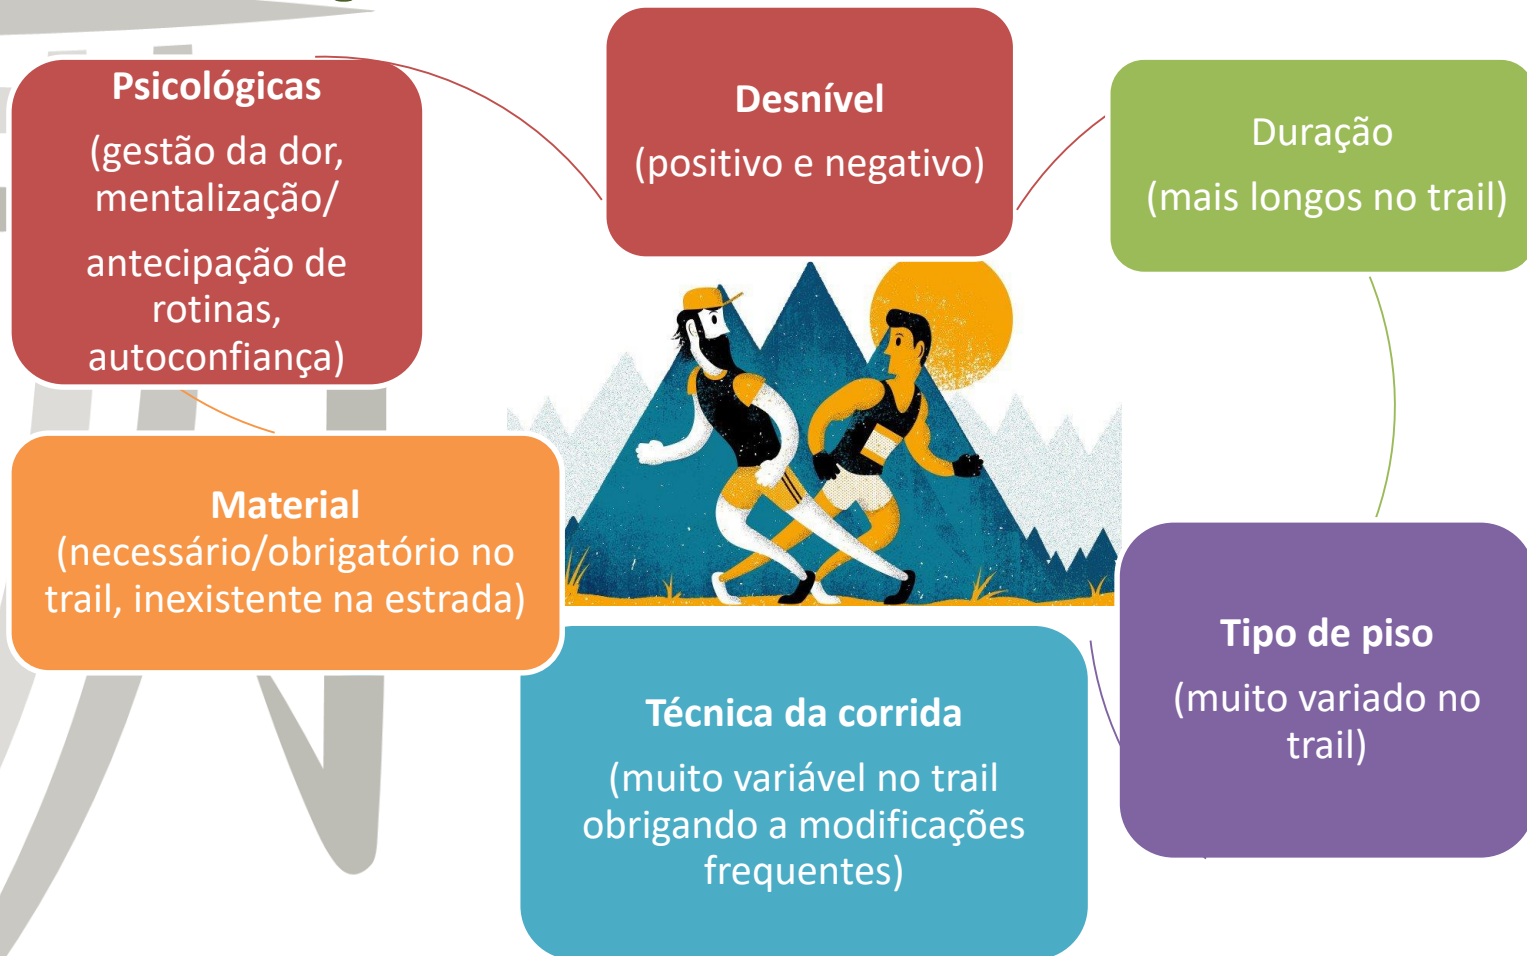 Psicológicas
(gestão da dor,
mentalização/
antecipação de
rotinas,
autoconfiança)
Desnível
(positivo e negativo)
Duração
(mais longos no trail)
Tipo de piso
(muito variado no
trail)
Técnica da corrida
(muito variável no trail
obrigando a modificações
frequentes)
Material
(necessário/obrigatório no
trail, inexistente na estrada)